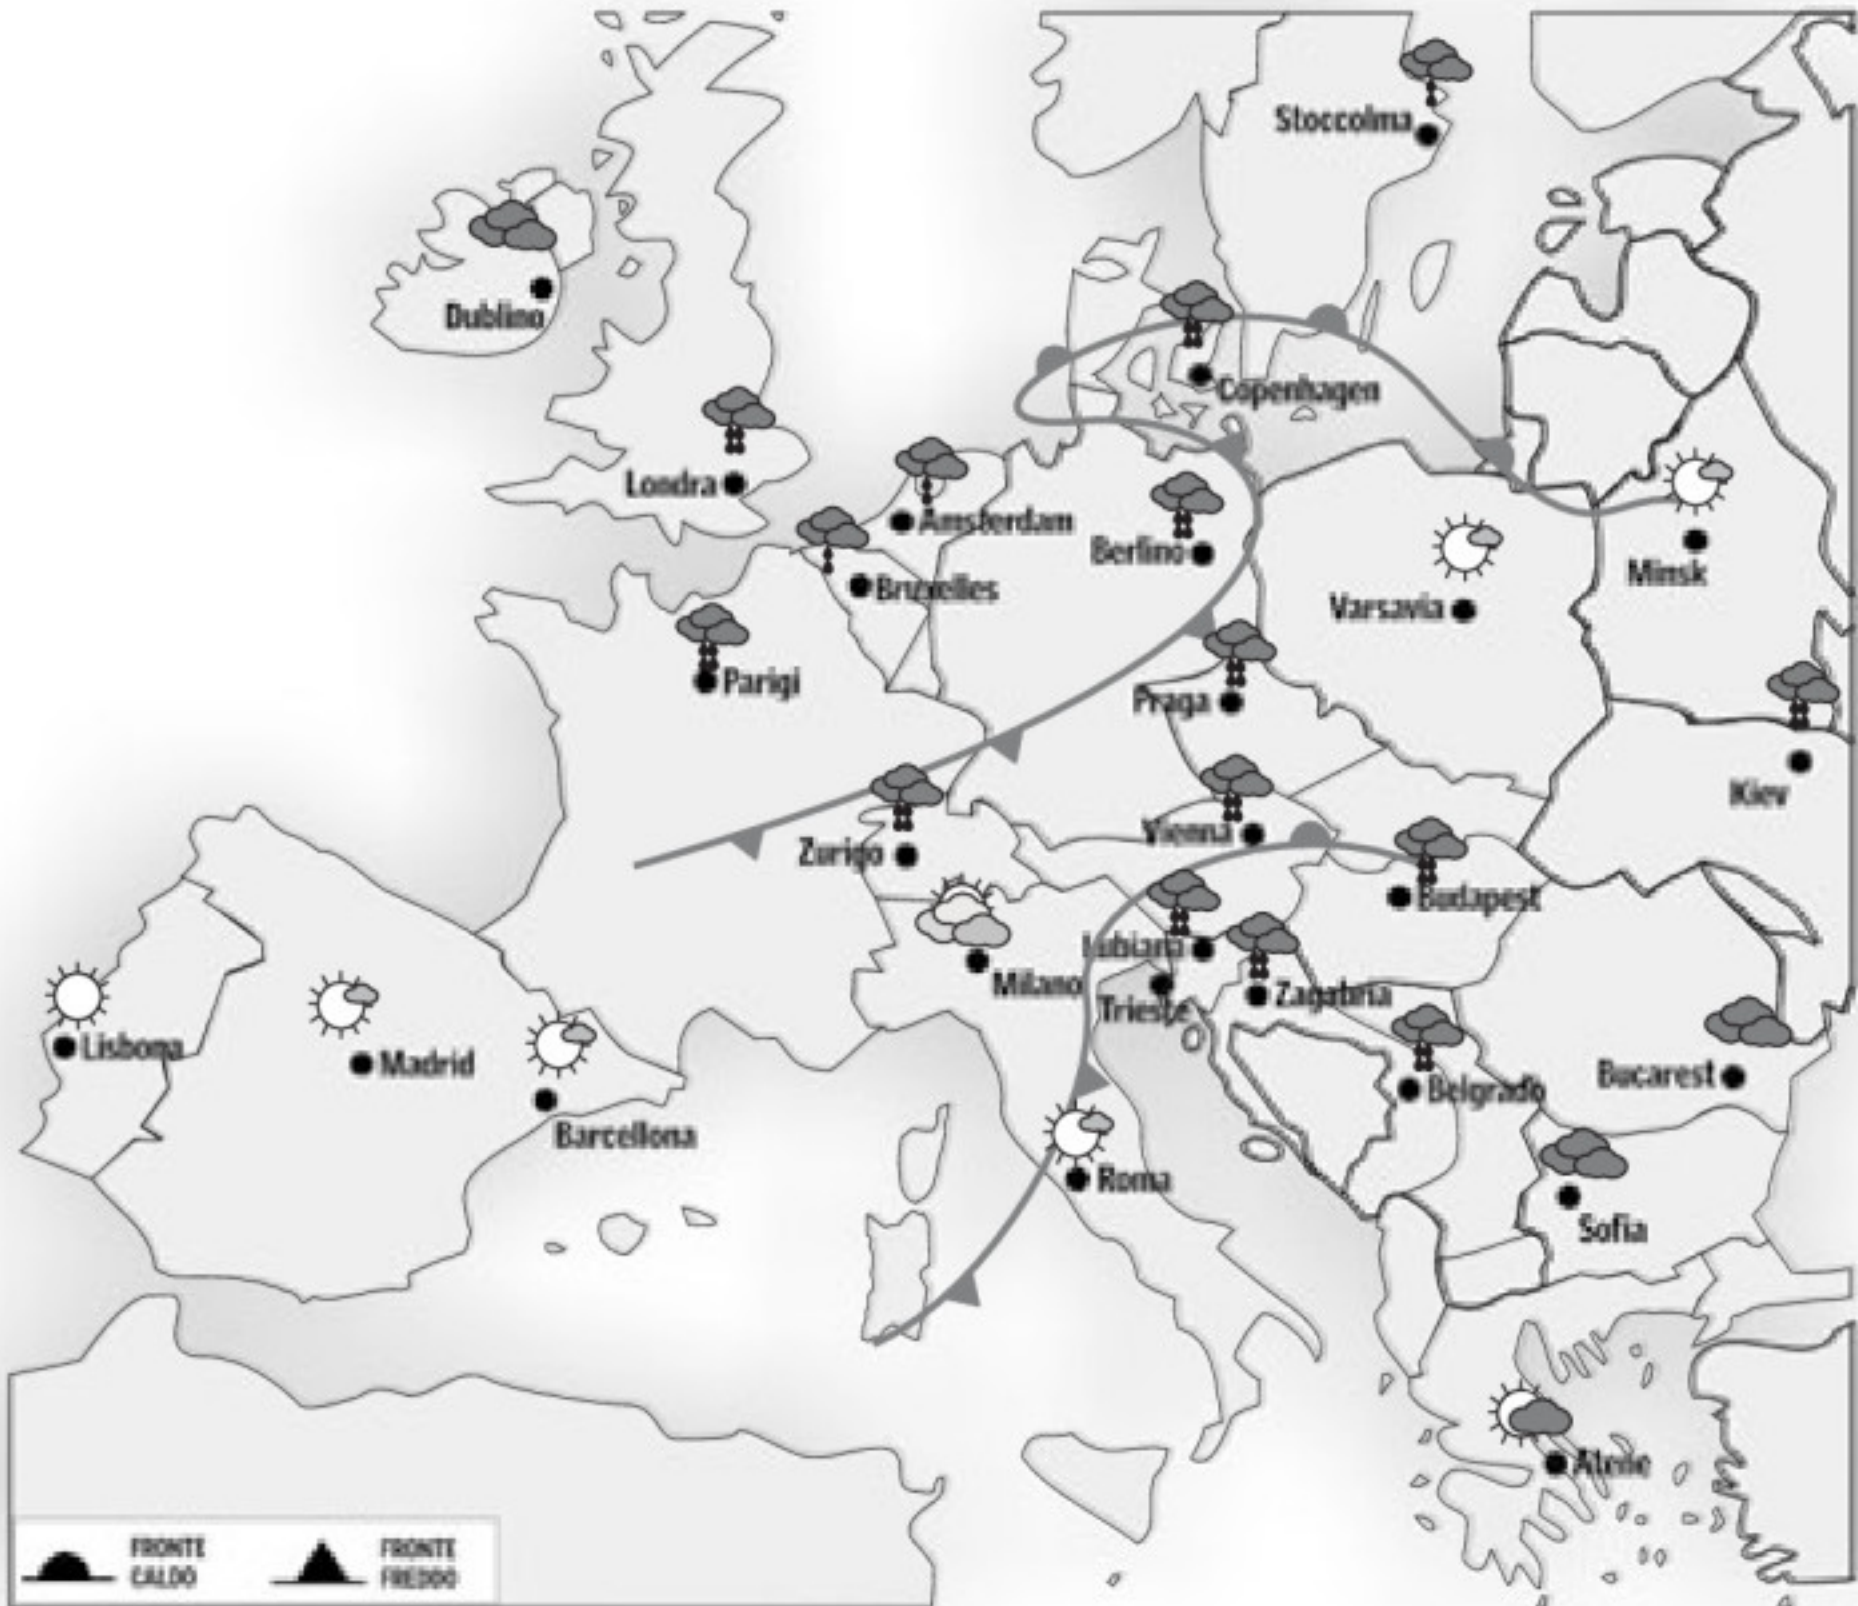 Stoccolma
Dublino
Copenhagen
Londra
Amsterdam
Berlino
Minsk
Bruxelles
Varsavia
Parigi
Praga
Kiev
Vienna
Zurigo
Budapest
Lubiana
Milano
Trieste
Zagabria
Lisbona
Madrid
Bucarest
Belgrado
Barcellona
Roma
Sofia
Atene
FRONTE
CALDO
FRONTE
FREDDO